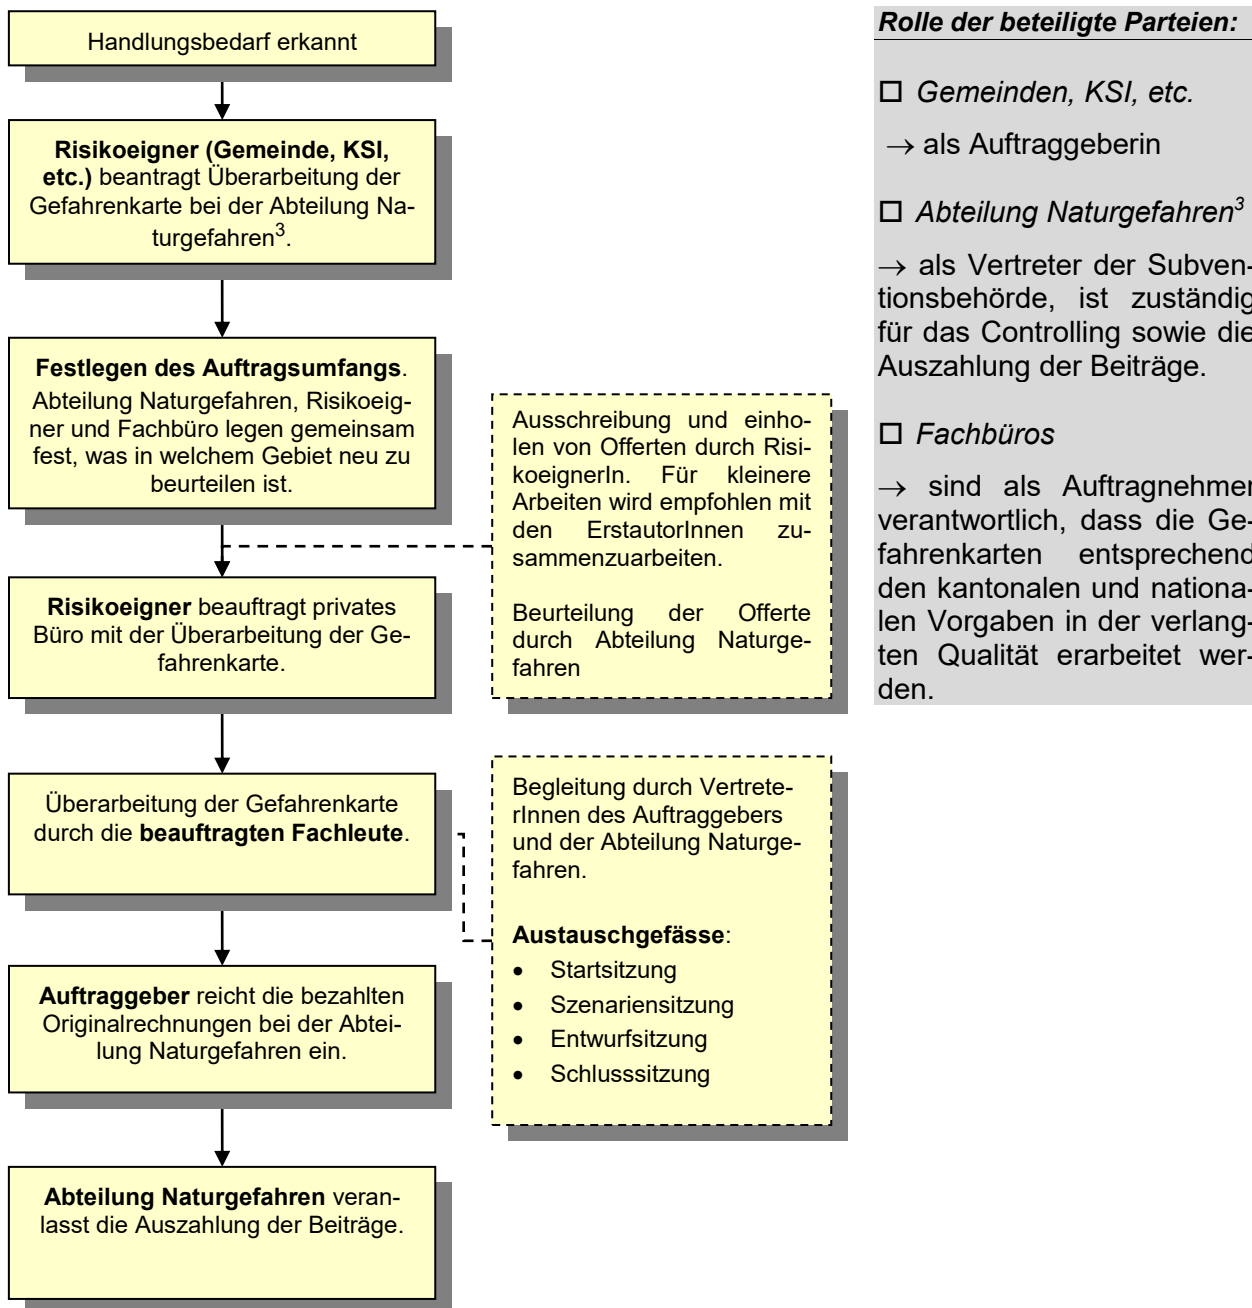 Handlungsbedarf erkannt
Risikoeigner (Gemeinde, KSI,
etc.) beantragt Überarbeitung der
Gefahrenkarte bei der Abteilung Na-
turgefahren³.
Festlegen des Auftragsumfangs.
Abteilung Naturgefahren, Risikoeig-
ner und Fachbüro legen gemeinsam
fest, was in welchem Gebiet neu zu
beurteilen ist.
Ausschreibung und einho-
len von Offerten durch Risi-
koeignerIn. Für kleinere
Arbeiten wird empfohlen mit
den ErstautorInnen zu-
sammenzuarbeiten.
Beurteilung der Offerte
durch Abteilung Naturge-
fahren
Risikoeigner beauftragt privates
Büro mit der Überarbeitung der Ge-
fahrenkarte.
Überarbeitung der Gefahrenkarte
durch die beauftragten Fachleute.
Begleitung durch Vertrete-
rInnen des Auftraggebers
und der Abteilung Naturge-
fahren.
Austauschgefässe:
• Startsitzung
• Szenariensitzung
• Entwurfsitzung
• Schlusssitzung
Auftraggeber reicht die bezahlten
Originalrechnungen bei der Abtei-
lung Naturgefahren ein.
Abteilung Naturgefahren veran-
lasst die Auszahlung der Beiträge.
Rolle der beteiligte Parteien:
□ Gemeinden, KSI, etc.
→ als Auftraggeberin
□ Abteilung Naturgefahren³
→ als Vertreter der Subven-
tionsbehörde, ist zuständig
für das Controlling sowie die
Auszahlung der Beiträge.
□ Fachbüros
→ sind als Auftragnehmer
verantwortlich, dass die Ge-
fahrenkarten entsprechend
den kantonalen und nationa-
len Vorgaben in der verlang-
ten Qualität erarbeitet wer-
den.